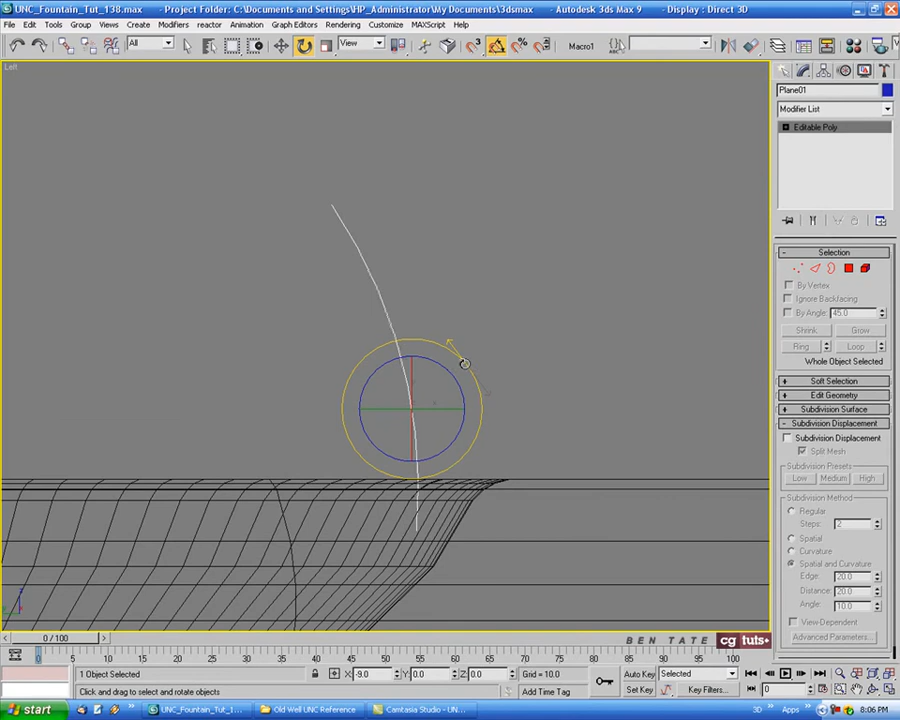 UNC_Fountain_Tut_138.max - Project Folder: C:\Documents and Settings\HP_Administrator\My Documents\3dsmax - Autodesk 3ds Max 9 - Display : Direct 3D
File Edit Tools Group Views Create Modifiers reactor Animation Graph Editors Rendering Customize MAXScript Help
All View 3 Macro1
Left
Plane01
Modifier List
Editable Poly
Selection
By Vertex
Ignore Backfacing
By Angle: 45.0
Shrink Grow
Ring Loop
Whole Object Selected
Soft Selection
Edit Geometry
Subdivision Surface
Subdivision Displacement
Subdivision Displacement
Split Mesh
Subdivision Presets
Low Medium High
Subdivision Method
Regular
Steps: 2
Spatial
Curvature
Spatial and Curvature
Edge: 20.0
Distance: 20.0
Angle: 10.0
View-Dependent
Advanced Parameters...
BEN TATE cg tuts+
0 / 100
0 5 10 15 20 25 30 35 40 45 50 55 60 65 70 75 80 85 90 95 100
1 Object Selected X: -9.0 Y: 0.0 Z: 0.0 Grid = 10.0 Auto Key Selected
Click and drag to select and rotate objects Add Time Tag Set Key Key Filters... 0
start UNC_Fountain_Tut_1... Old Well UNC Reference Camtasia Studio - UN... 3D Apps 8:06 PM